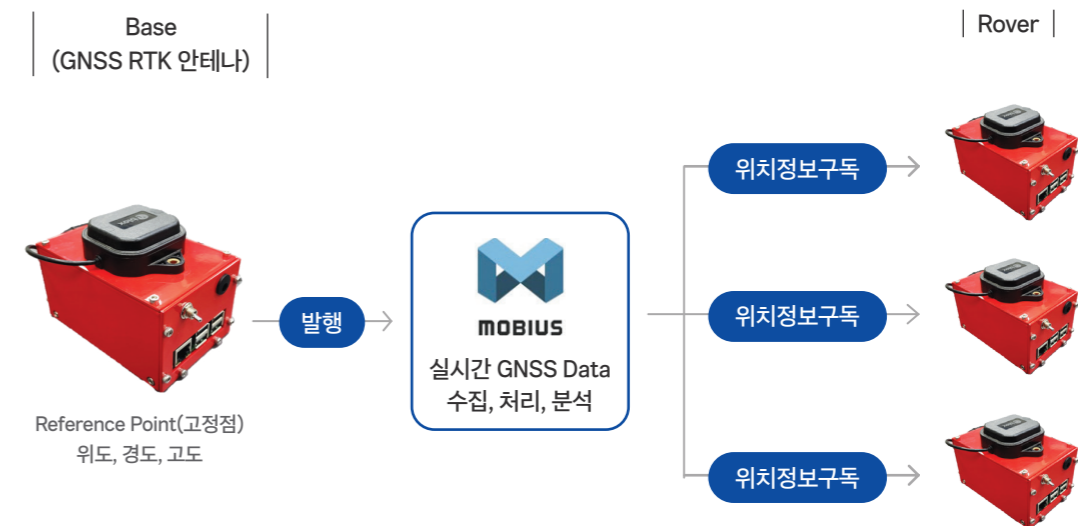 Base
(GNSS RTK 안테나)
Rover
위치정보구독
발행
MOBIUS
실시간 GNSS Data
수집, 처리, 분석
위치정보구독
Reference Point(고정점)
위도, 경도, 고도
위치정보구독